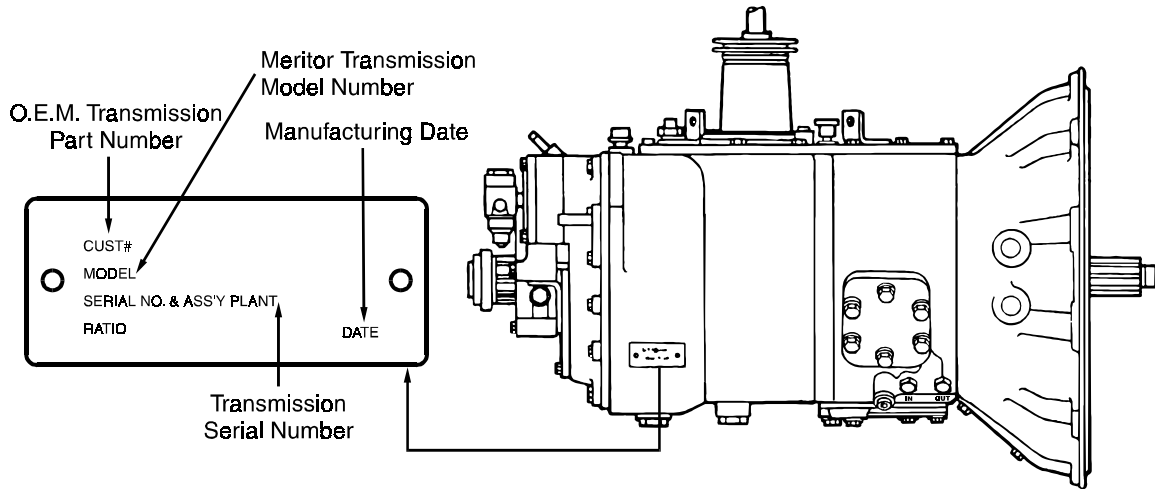 Meritor Transmission
Model Number
O.E.M. Transmission
Part Number
Manufacturing Date
CUST#
MODEL
SERIAL NO. & ASS'Y PLANT
RATIO
DATE
Transmission
Serial Number
IN OUT